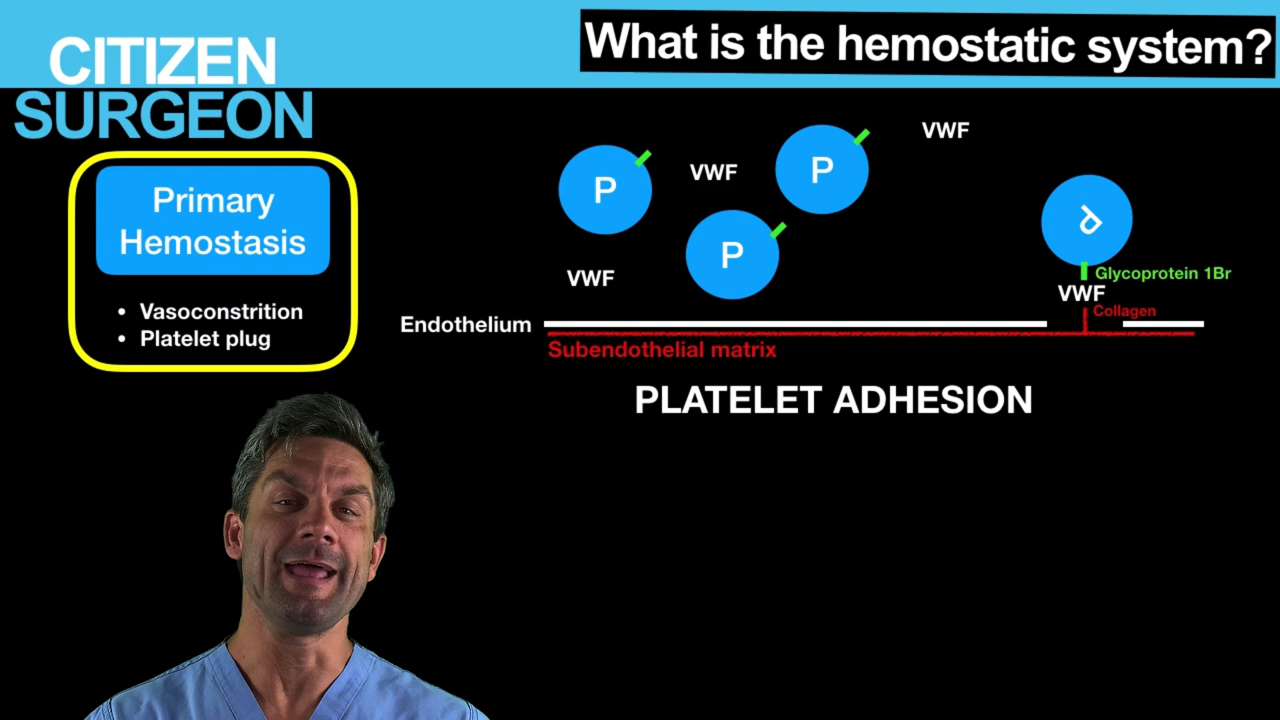 CITIZEN
SURGEON
What is the hemostatic system?
Primary
Hemostasis
• Vasoconstrition
• Platelet plug
P
VWF
P
VWF
P
VWF
P
Glycoprotein 1Br
VWF
Collagen
Endothelium
Subendothelial matrix
PLATELET ADHESION